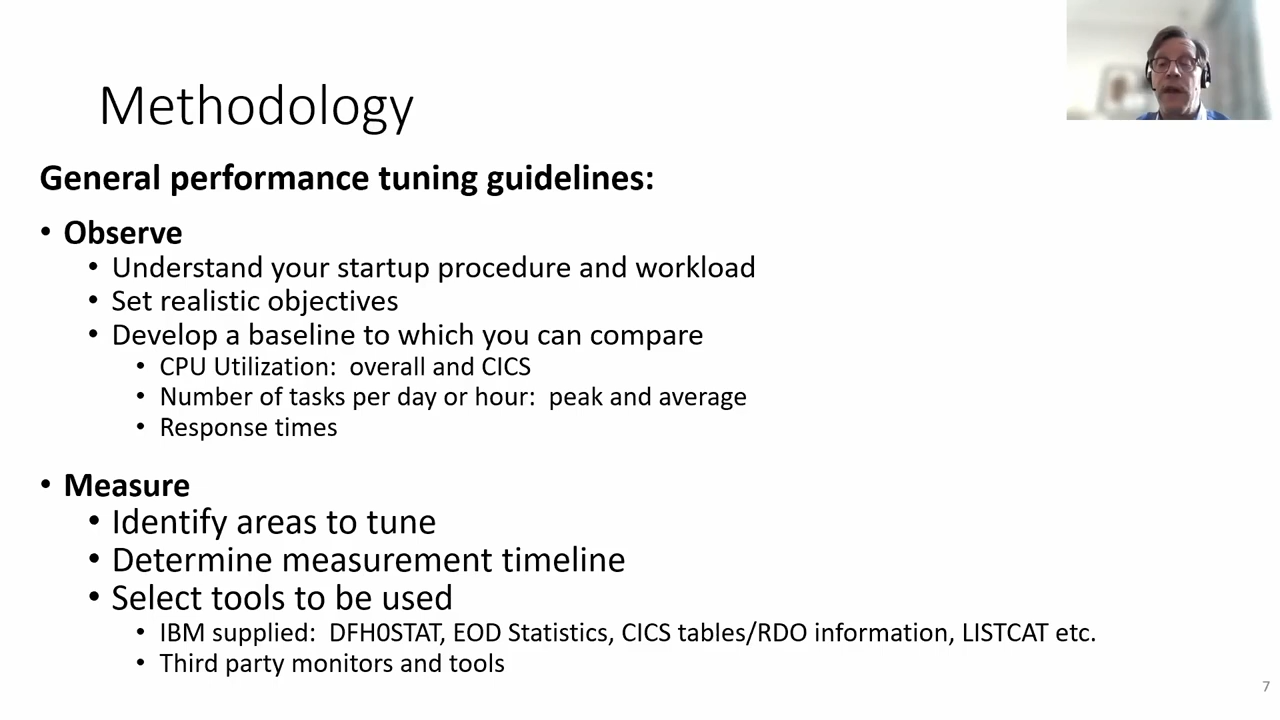 Methodology
General performance tuning guidelines:
• Observe
• Understand your startup procedure and workload
• Set realistic objectives
• Develop a baseline to which you can compare
• CPU Utilization:  overall and CICS
• Number of tasks per day or hour:  peak and average
• Response times
• Measure
• Identify areas to tune
• Determine measurement timeline
• Select tools to be used
• IBM supplied:  DFH0STAT, EOD Statistics, CICS tables/RDO information, LISTCAT etc.
• Third party monitors and tools
7